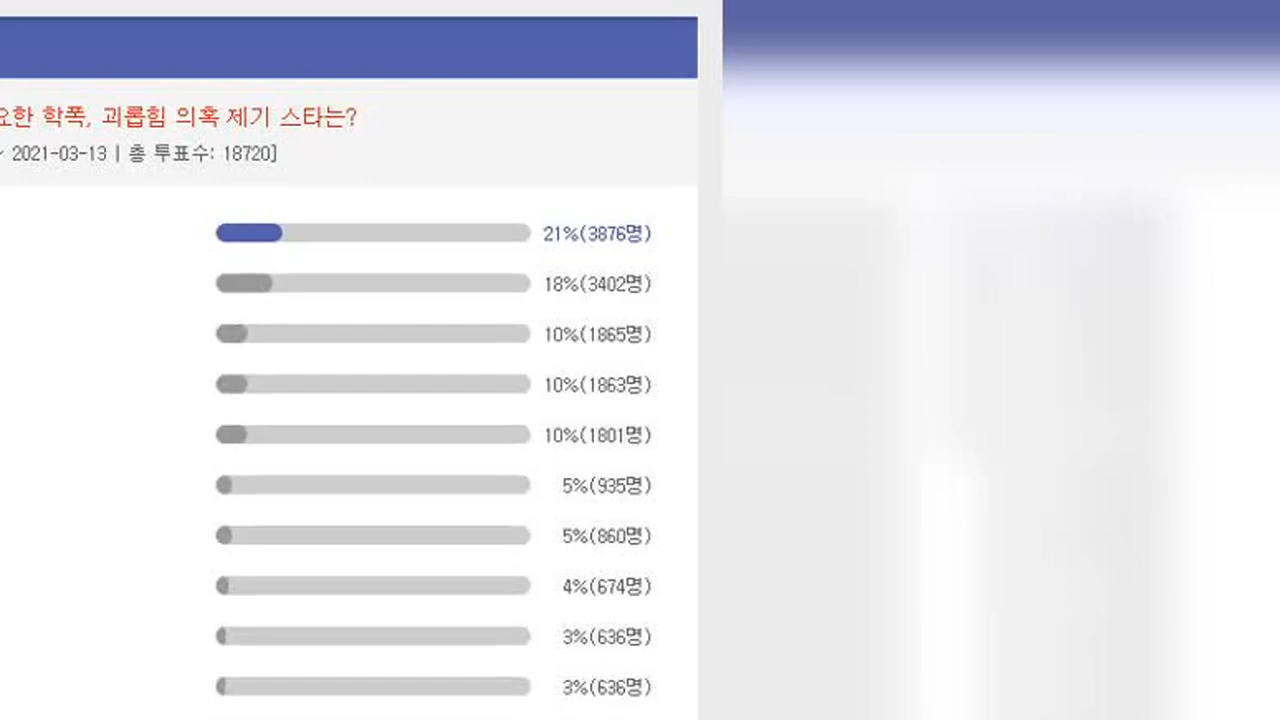 요한 학폭, 괴롭힘 의혹 제기 스타는?
~ 2021-03-13 | 총 투표수: 18720]
21%(3876명)
18%(3402명)
10%(1865명)
10%(1863명)
10%(1801명)
5%(935명)
5%(860명)
4%(674명)
3%(636명)
3%(636명)